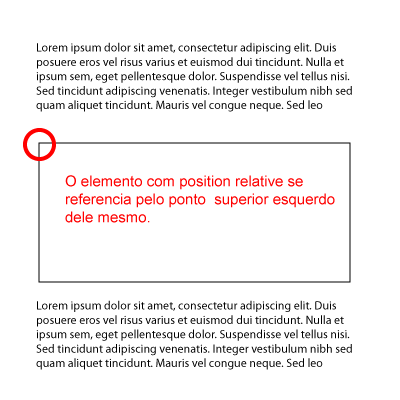 Lorem ipsum dolor sit amet, consectetur adipiscing elit. Duis
posuere eros vel risus varius et euismod dui tincidunt. Nulla et
ipsum sem, eget pellentesque dolor. Suspendisse vel tellus nisi.
Sed tincidunt adipiscing venenatis. Integer vestibulum nibh sed
quam aliquet tincidunt. Mauris vel congue neque. Sed leo
O elemento com position relative se
referencia pelo ponto  superior esquerdo
dele mesmo.
Lorem ipsum dolor sit amet, consectetur adipiscing elit. Duis
posuere eros vel risus varius et euismod dui tincidunt. Nulla et
ipsum sem, eget pellentesque dolor. Suspendisse vel tellus nisi.
Sed tincidunt adipiscing venenatis. Integer vestibulum nibh sed
quam aliquet tincidunt. Mauris vel congue neque. Sed leo